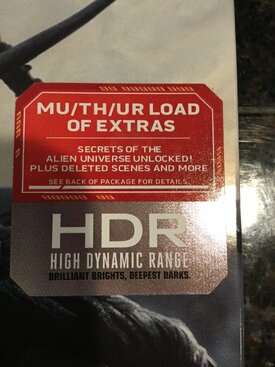 MU/TH/UR LOAD
OF EXTRAS
SECRETS OF THE
ALIEN UNIVERSE UNLOCKED!
PLUS DELETED SCENES AND MORE
SEE BACK OF PACKAGE FOR DETAILS
HDR
HIGH DYNAMIC RANGE
BRILLIANT BRIGHTS, DEEPEST DARKS.